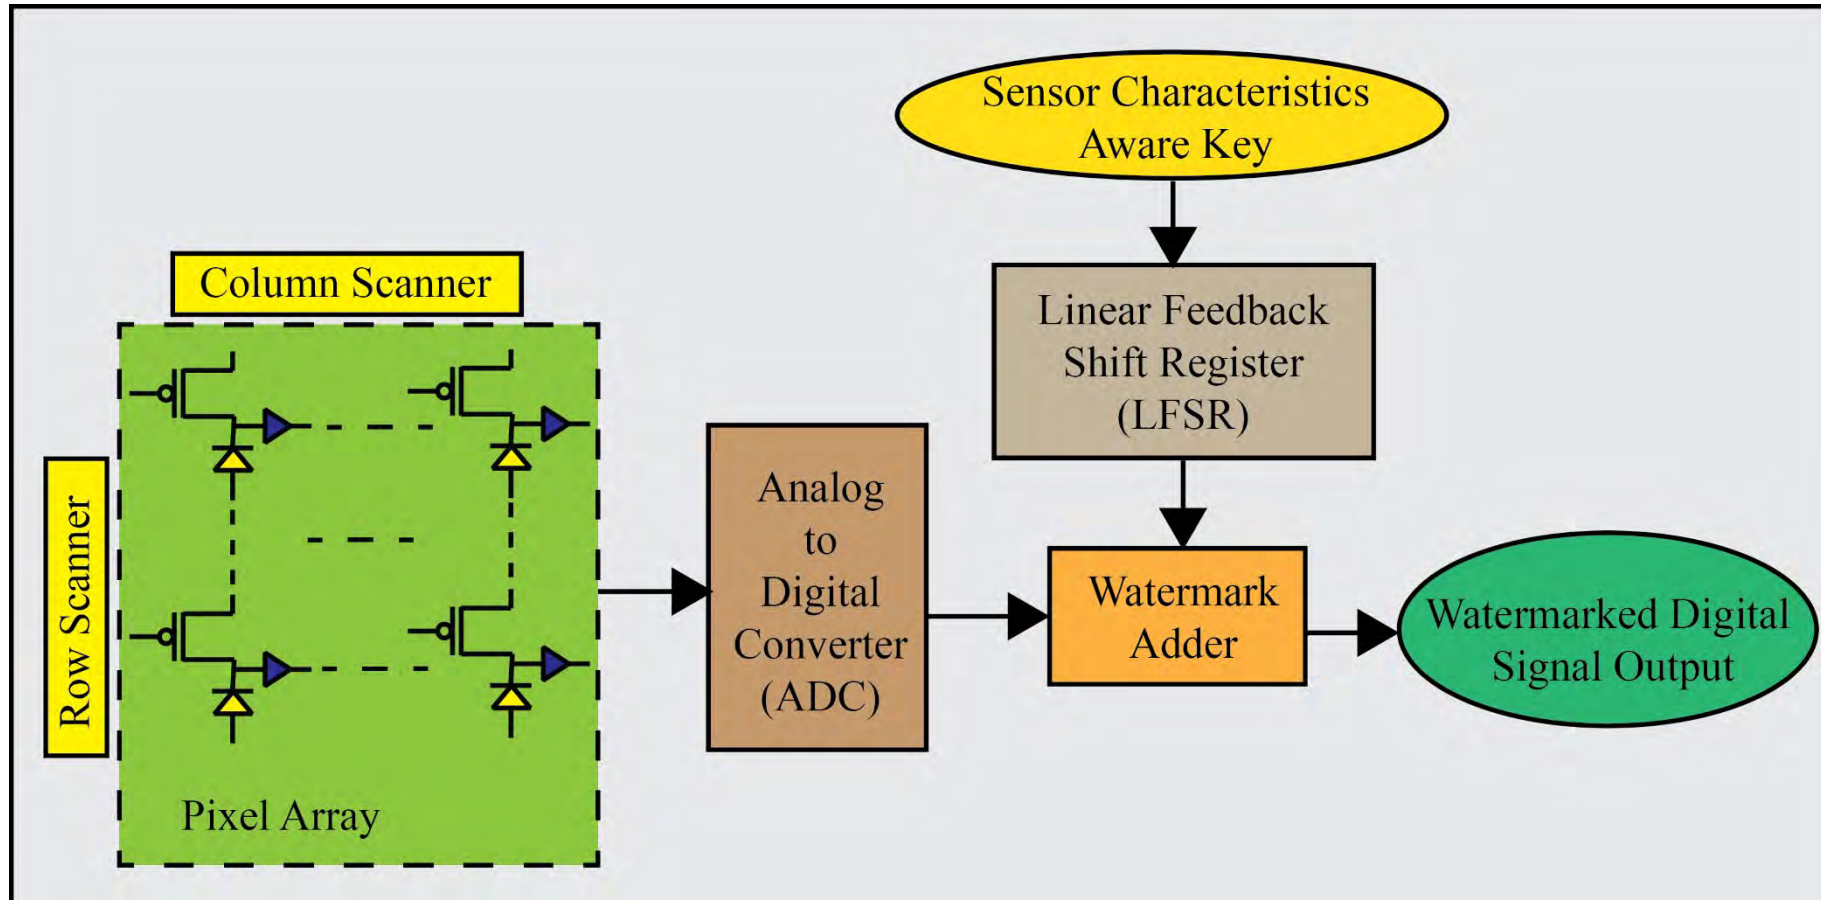 Sensor Characteristics
Aware Key
Column Scanner
Linear Feedback
Shift Register
(LFSR)
Row Scanner
Analog
to
Digital
Converter
(ADC)
Watermark
Adder
Watermarked Digital
Signal Output
Pixel Array